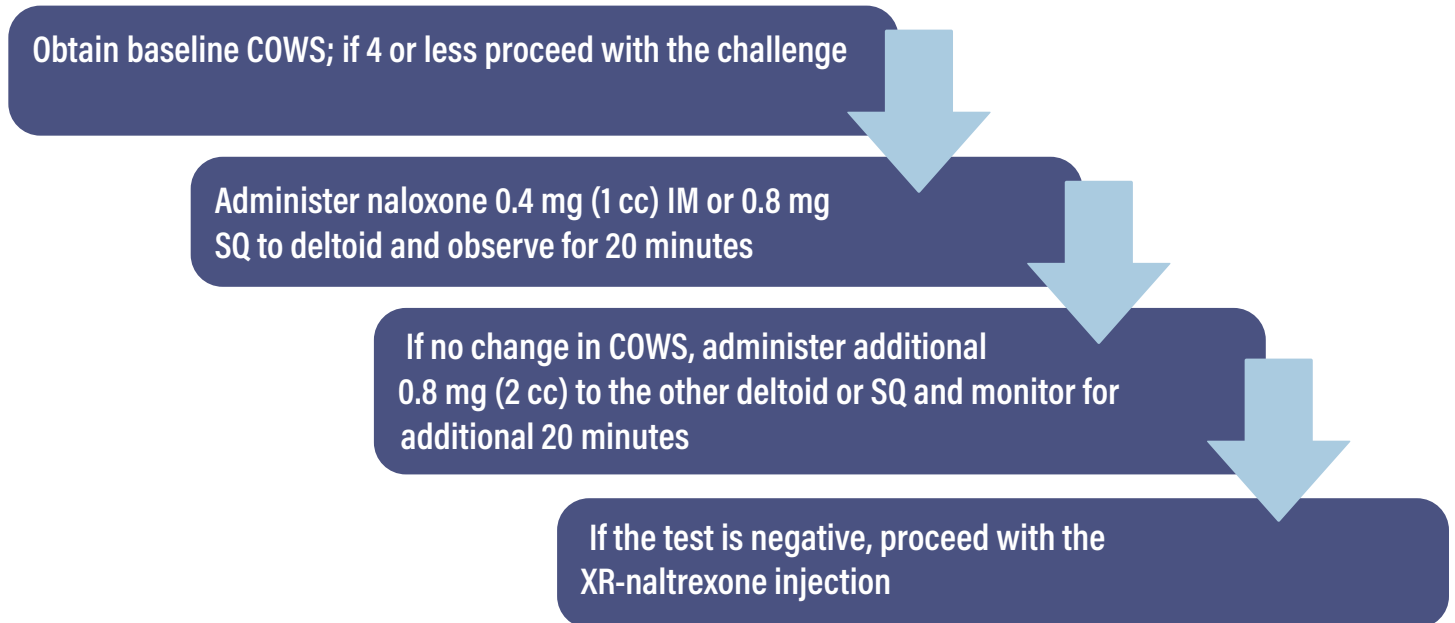 Obtain baseline COWS; if 4 or less proceed with the challenge
Administer naloxone 0.4 mg (1 cc) IM or 0.8 mg
SQ to deltoid and observe for 20 minutes
If no change in COWS, administer additional
0.8 mg (2 cc) to the other deltoid or SQ and monitor for
additional 20 minutes
If the test is negative, proceed with the
XR-naltrexone injection